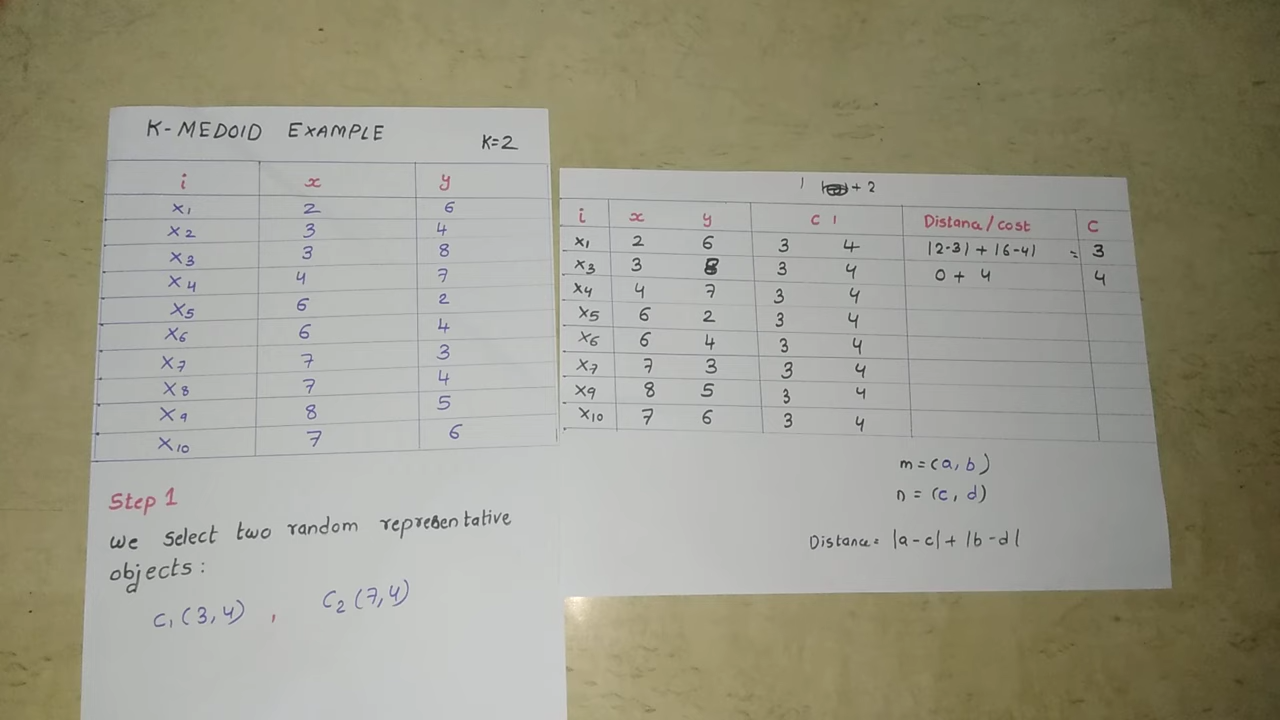 K-MEDOID EXAMPLE
K=2
i x y
x1 2 6
x2 3 4
x3 3 8
x4 4 7
x5 6 2
x6 6 4
x7 7 3
x8 7 4
x9 8 5
x10 7 6
Step 1
we select two random representative
objects:
C1(3,4) , C2(7,4)
1 + 2
i x y C1 Distana/cost C
x1 2 6 3 4 |2-3| + |6-4| = 3
x3 3 8 3 4 0 + 4 4
x4 4 7 3 4
x5 6 2 3 4
x6 6 4 3 4
x7 7 3 3 4
x9 8 5 3 4
x10 7 6 3 4
m=(a,b)
n=(c,d)
Distana= |a-c|+|b-d|